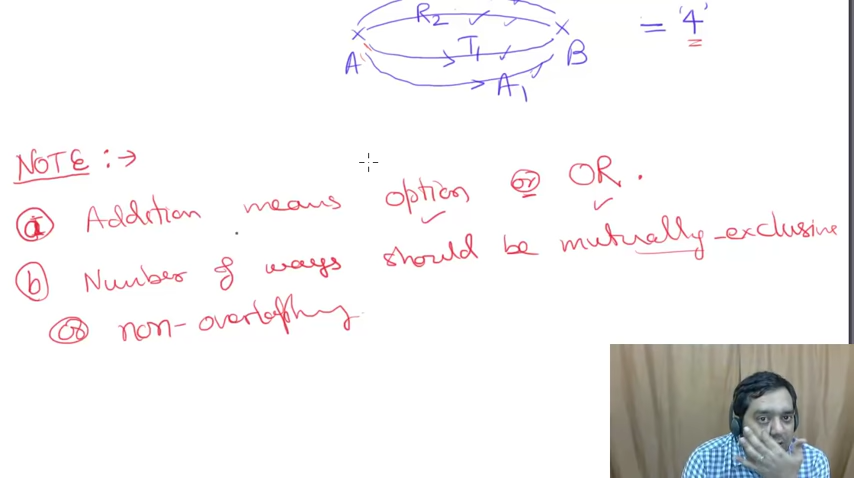 R2
= '4'
T1
A
B
A1
NOTE :→
(a) Addition means option (or) OR.
(b) Number of ways should be mutually-exclusive
(or) non-overlapping